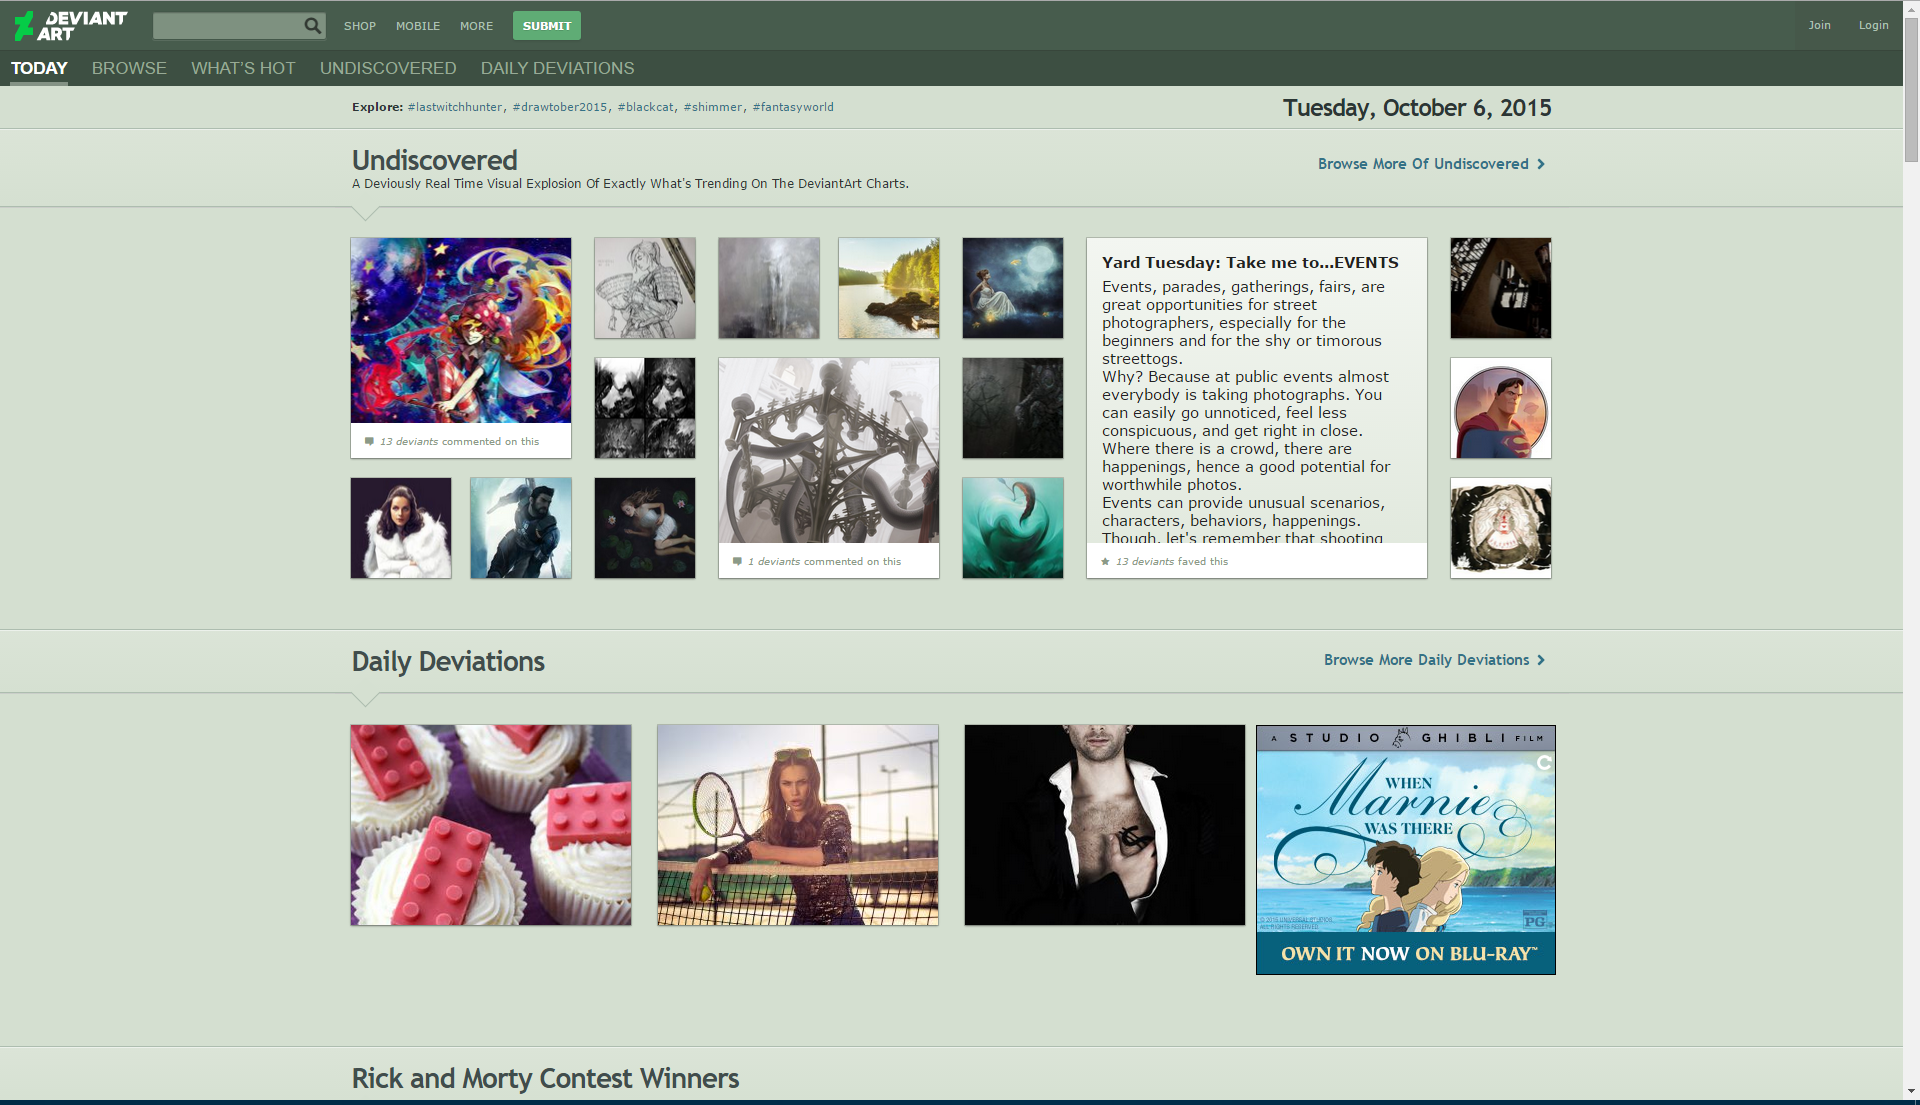 DEVIANT
ART
SHOP
MOBILE
MORE
SUBMIT
Join
Login
TODAY
BROWSE
WHAT'S HOT
UNDISCOVERED
DAILY DEVIATIONS
Explore: #lastwitchhunter, #drawtober2015, #blackcat, #shimmer, #fantasyworld
Tuesday, October 6, 2015
Undiscovered
A Deviously Real Time Visual Explosion Of Exactly What's Trending On The DeviantArt Charts.
Browse More Of Undiscovered
13 deviants commented on this
1 deviants commented on this
Yard Tuesday: Take me to...EVENTS
Events, parades, gatherings, fairs, are
great opportunities for street
photographers, especially for the
beginners and for the shy or timorous
streettogs.
Why? Because at public events almost
everybody is taking photographs. You
can easily go unnoticed, feel less
conspicuous, and get right in close.
Where there is a crowd, there are
happenings, hence a good potential for
worthwhile photos.
Events can provide unusual scenarios,
characters, behaviors, happenings.
Though, let's remember that shooting
13 deviants faved this
Daily Deviations
Browse More Daily Deviations
A STUDIO GHIBLI FILM
WHEN
Marnie
WAS THERE
PG
OWN IT NOW ON BLU-RAY™
Rick and Morty Contest Winners